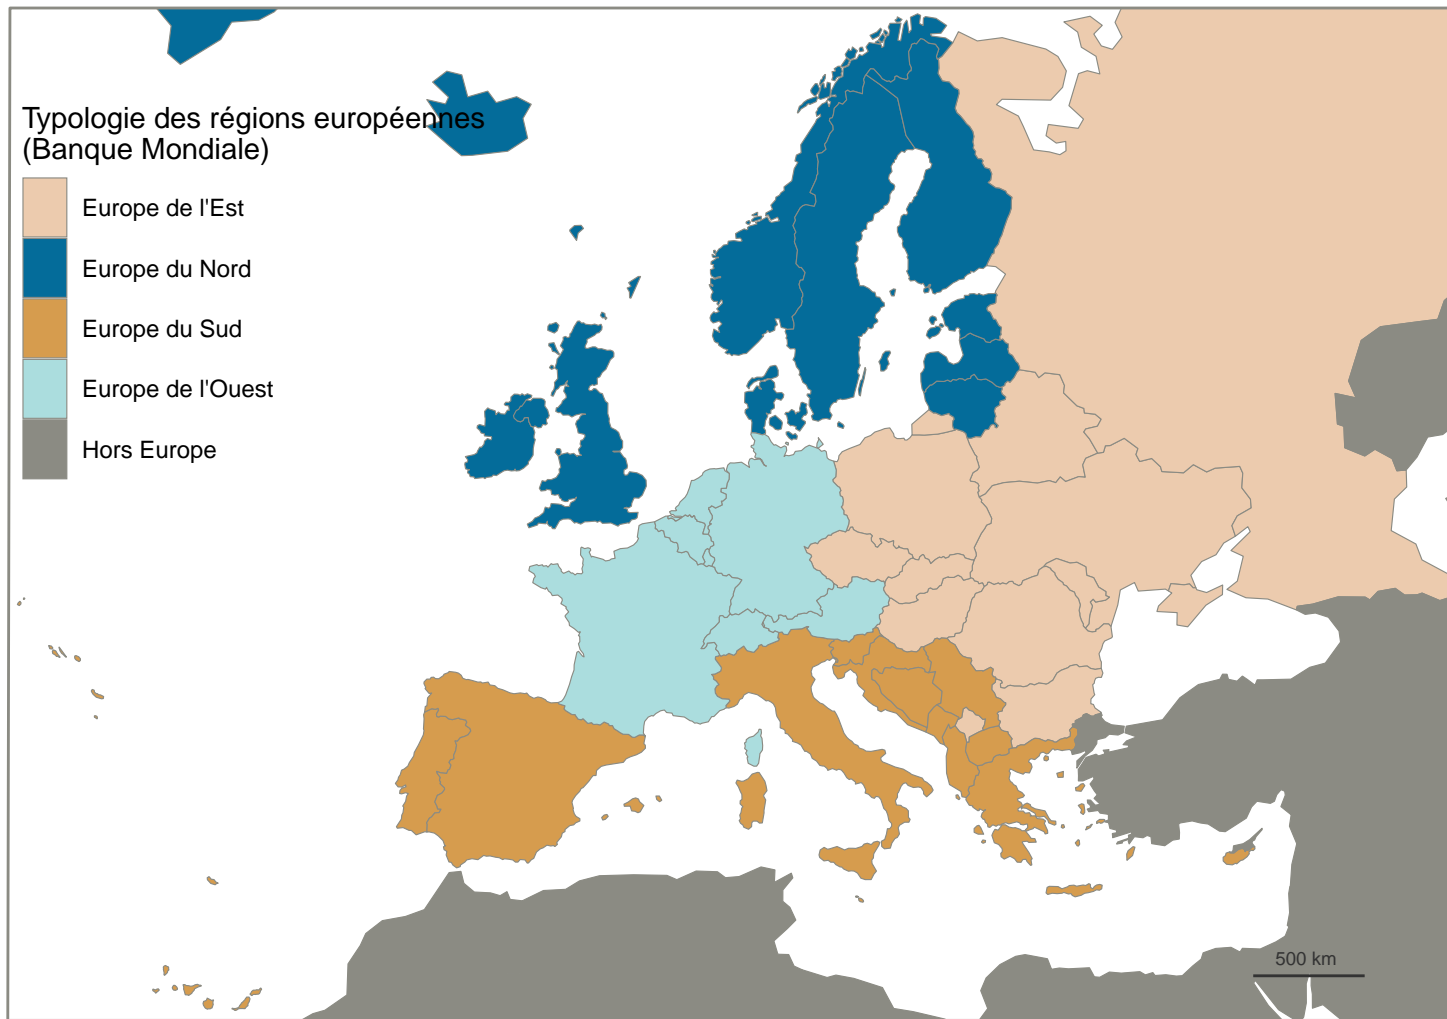 Typologie des régions européennes
(Banque Mondiale)
Europe de l'Est
Europe du Nord
Europe du Sud
Europe de l'Ouest
Hors Europe
500 km